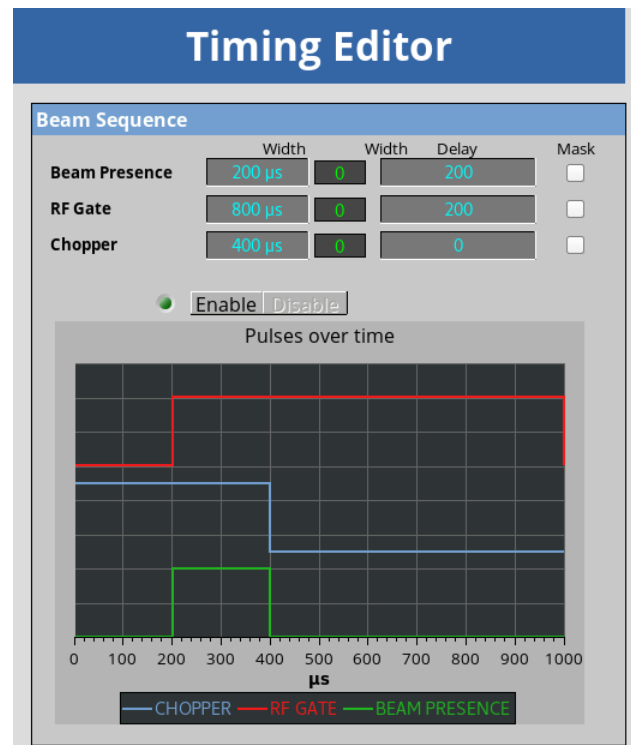 Timing Editor
Beam Sequence
Width Width Delay Mask
Beam Presence 200 µs 0 200
RF Gate 800 µs 0 200
Chopper 400 µs 0 0
Enable Disable
Pulses over time
0 100 200 300 400 500 600 700 800 900 1000
µs
CHOPPER RF GATE BEAM PRESENCE